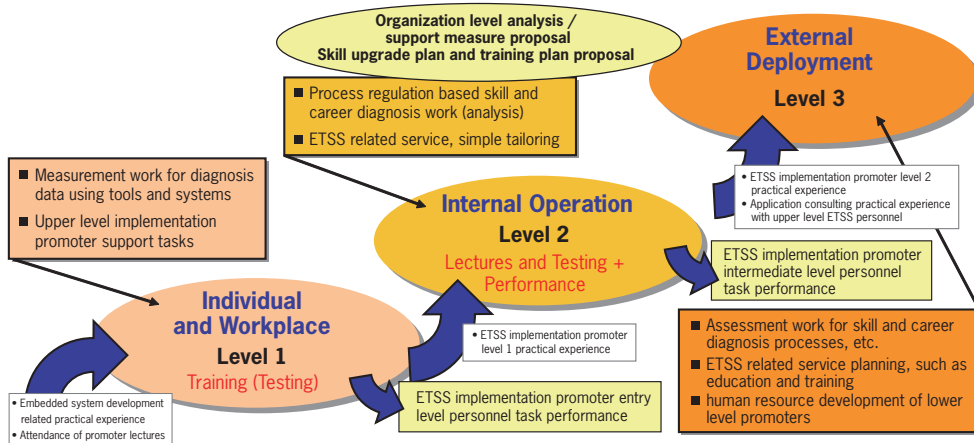 Organization level analysis /
support measure proposal
Skill upgrade plan and training plan proposal
■ Process regulation based skill and
career diagnosis work (analysis)
■ ETSS related service, simple tailoring
External
Deployment
Level 3
■ Measurement work for diagnosis
data using tools and systems
■ Upper level implementation
promoter support tasks
Internal Operation
Level 2
Lectures and Testing +
Performance
• ETSS implementation promoter level 2
practical experience
• Application consulting practical experience
with upper level ETSS personnel
ETSS implementation promoter
intermediate level personnel
task performance
Individual
and Workplace
Level 1
Training (Testing)
• ETSS implementation promoter
level 1 practical experience
■ Assessment work for skill and career
diagnosis processes, etc.
■ ETSS related service planning, such as
education and training
■ human resource development of lower
level promoters
ETSS implementation promoter entry
level personnel task performance
• Embedded system development
related practical experience
• Attendance of promoter lectures